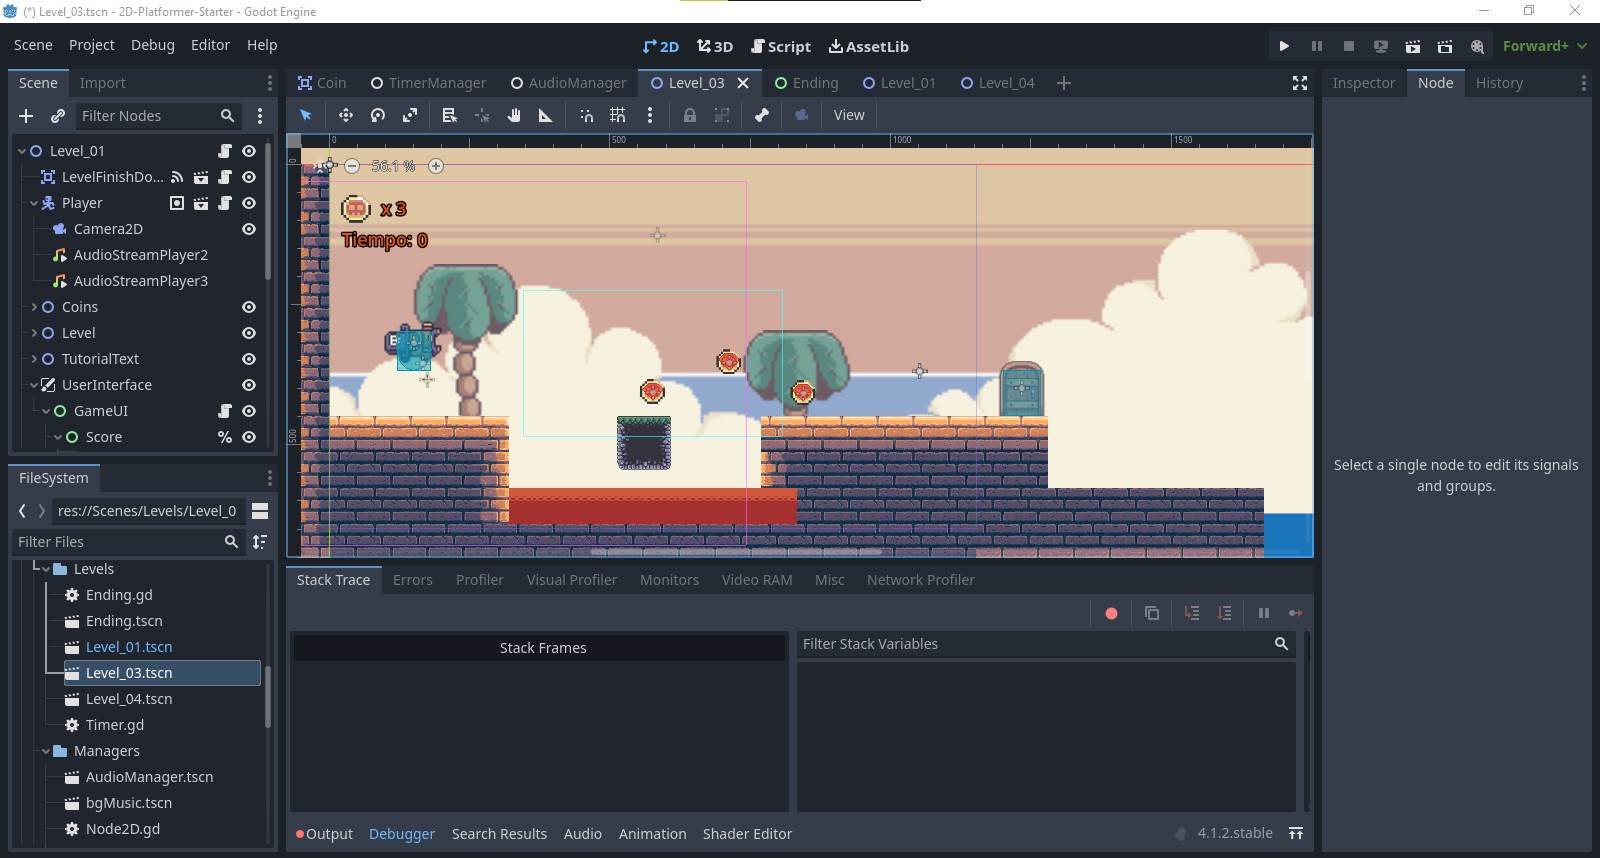 (*) Level_03.tscn - 2D-Platformer-Starter - Godot Engine
Scene Project Debug Editor Help
2D 3D Script AssetLib
Forward+
Scene Import
Filter Nodes
Level_01
LevelFinishDo...
Player
Camera2D
AudioStreamPlayer2
AudioStreamPlayer3
Coins
Level
TutorialText
UserInterface
GameUI
Score
%
FileSystem
res://Scenes/Levels/Level_0
Filter Files
Levels
Ending.gd
Ending.tscn
Level_01.tscn
Level_03.tscn
Level_04.tscn
Timer.gd
Managers
AudioManager.tscn
bgMusic.tscn
Node2D.gd
Coin TimerManager AudioManager Level_03 Ending Level_01 Level_04
View
0 500 1000 1500
0
500
56.1 %
x 3
Tiempo: 0
Stack Trace Errors Profiler Visual Profiler Monitors Video RAM Misc Network Profiler
Stack Frames
Filter Stack Variables
Output Debugger Search Results Audio Animation Shader Editor
4.1.2.stable
Inspector Node History
Select a single node to edit its signals
and groups.